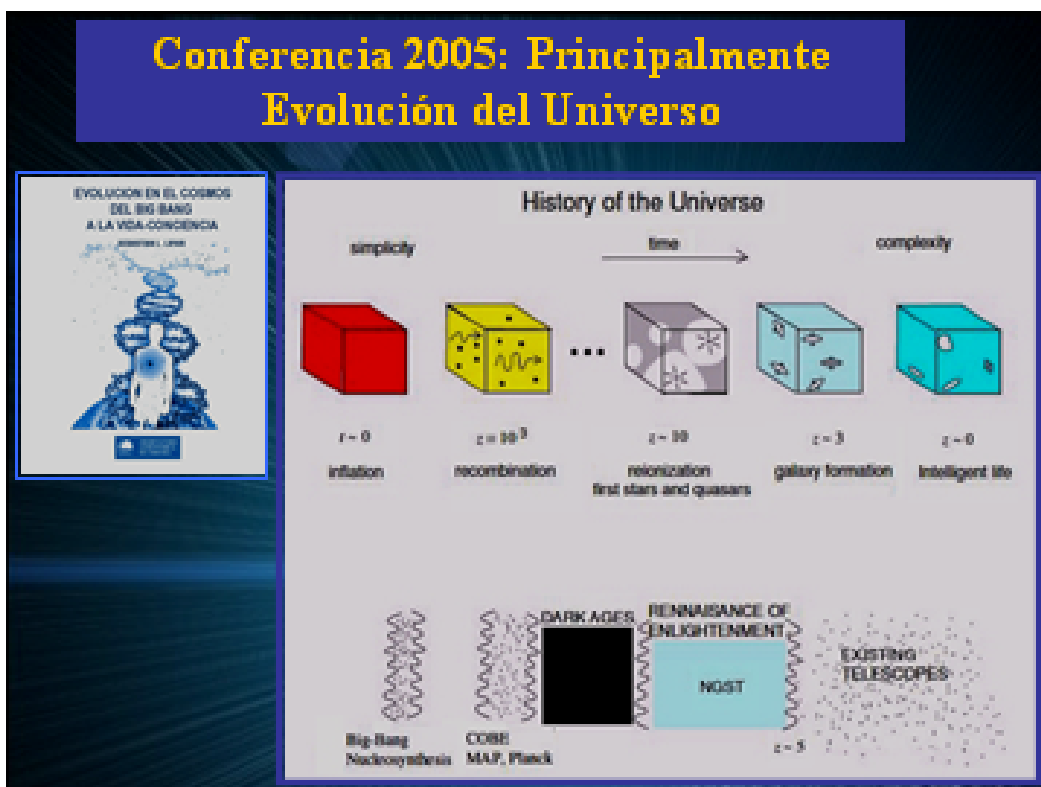 Conferencia 2005: Principalmente
Evolución del Universo
EVOLUCION EN EL COSMOS
DEL BIG BANG
A LA VIDA-CONCIENCIA
History of the Universe
simplicity
time
complexity
t ~ 0
z = 10³
z ~ 10
z ~ 3
z ~ 0
inflation
recombination
reionization
first stars and quasars
galaxy formation
Intelligent life
DARK AGES
RENNAISANCE OF
ENLIGHTENMENT
NGST
EXISTING
TELESCOPES
Big-Bang
Nucleosynthesis
COBE
MAP, Planck
z ~ 5